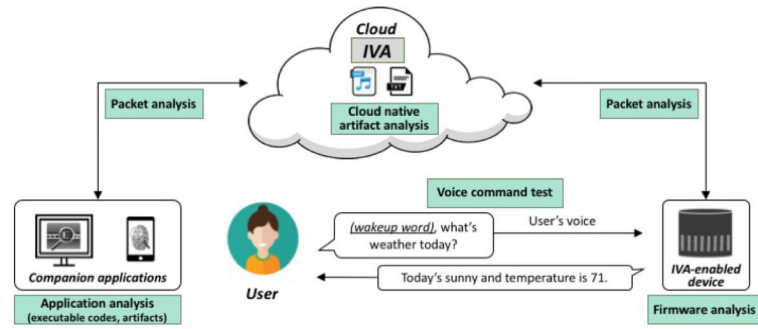 Cloud
IVA
TXT
Cloud native
artifact analysis
Packet analysis
Packet analysis
Voice command test
(wakeup word), what's
weather today?
User's voice
Today's sunny and temperature is 71.
User
Companion applications
Application analysis
(executable codes, artifacts)
IVA-enabled
device
Firmware analysis